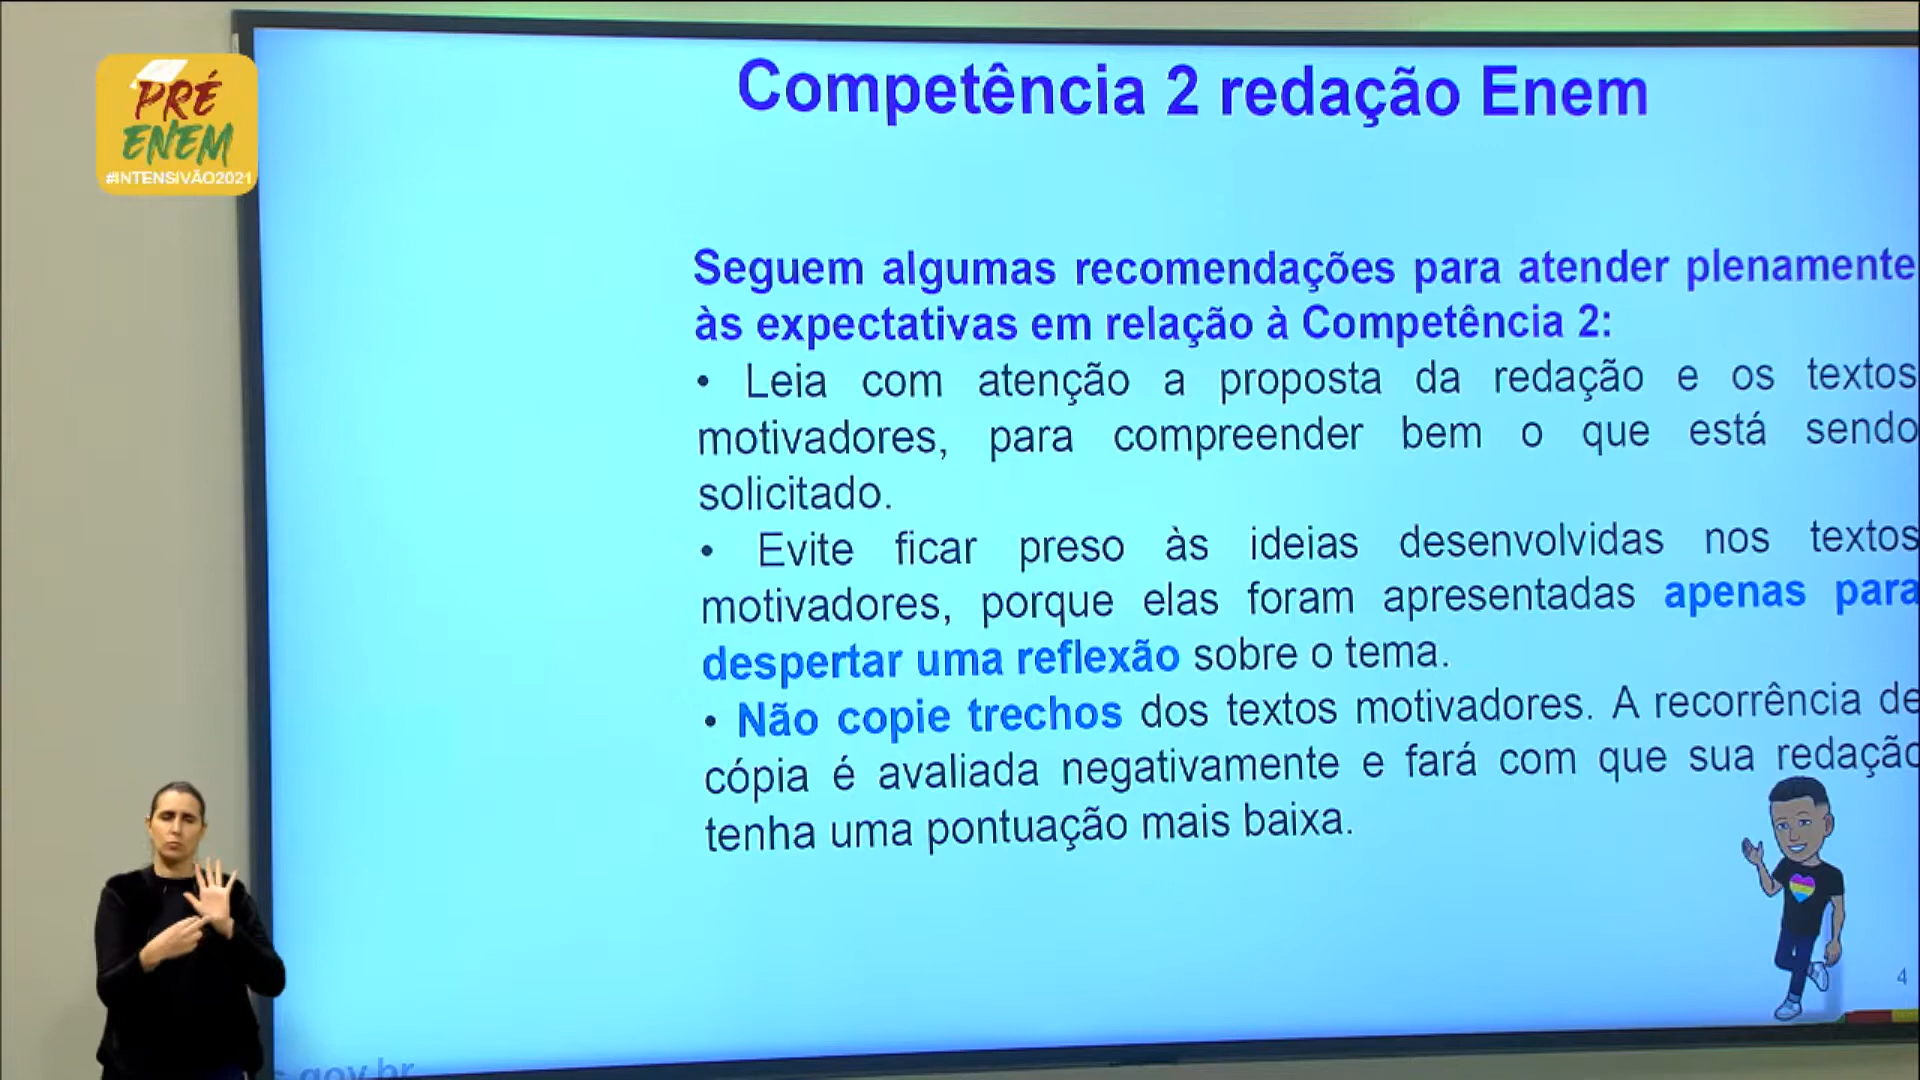 PRÉ
ENEM
#INTENSIVÃO2021
Competência 2 redação Enem
Seguem algumas recomendações para atender plenamente
às expectativas em relação à Competência 2:
• Leia com atenção a proposta da redação e os textos
motivadores, para compreender bem o que está sendo
solicitado.
• Evite ficar preso às ideias desenvolvidas nos textos
motivadores, porque elas foram apresentadas apenas para
despertar uma reflexão sobre o tema.
• Não copie trechos dos textos motivadores. A recorrência de
cópia é avaliada negativamente e fará com que sua redação
tenha uma pontuação mais baixa.
4
.gov.br